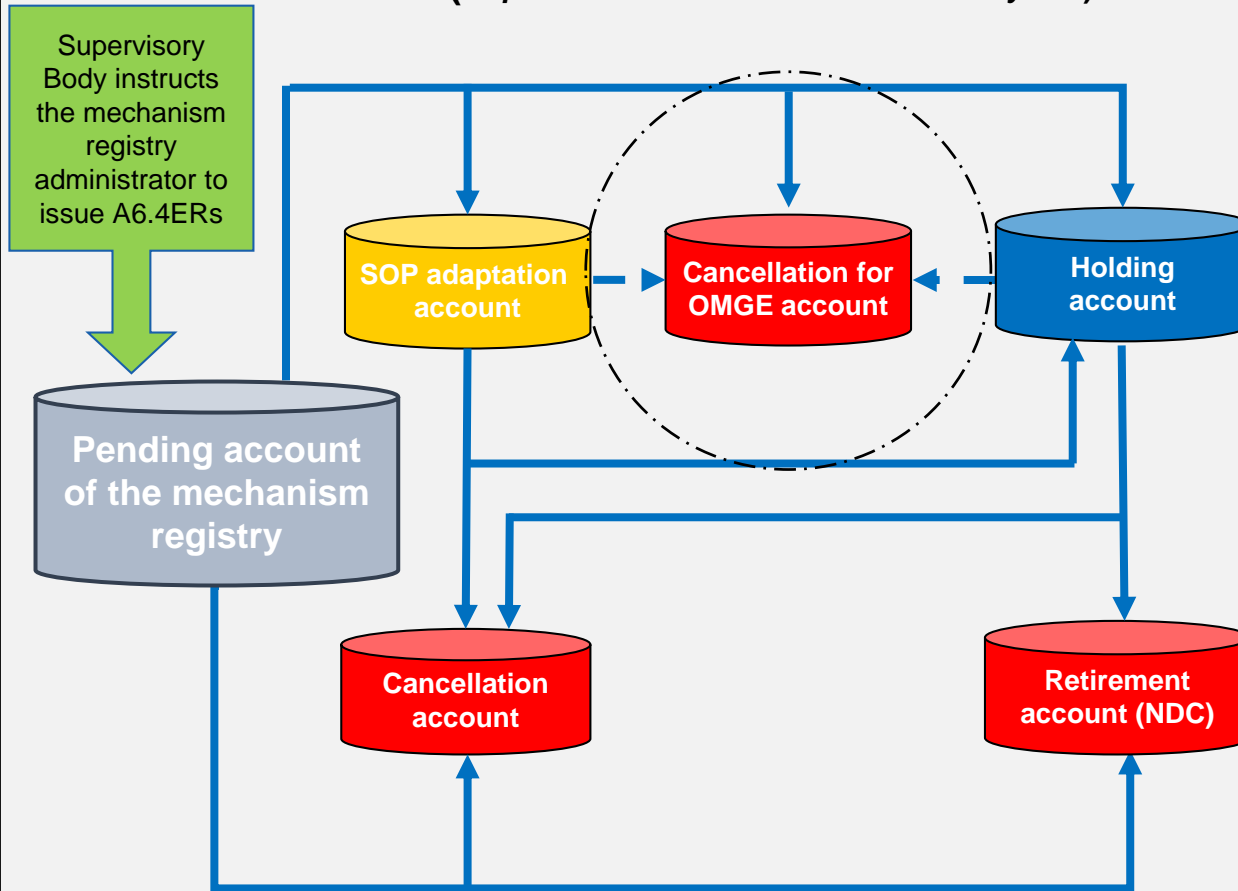 Supervisory
Body instructs
the mechanism
registry
administrator to
issue A6.4ERs
SOP adaptation
account
Cancellation for
OMGE account
Holding
account
Pending account
of the mechanism
registry
Cancellation
account
Retirement
account (NDC)